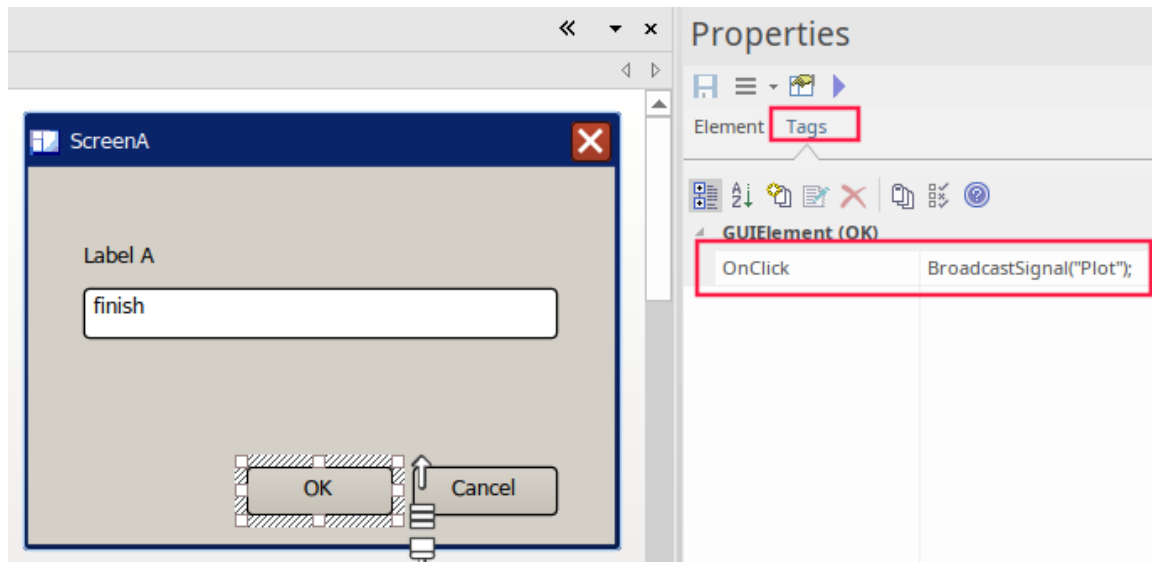 Properties
Element Tags
ScreenA
GUIElement (OK)
OnClick BroadcastSignal("Plot");
Label A
finish
OK
Cancel